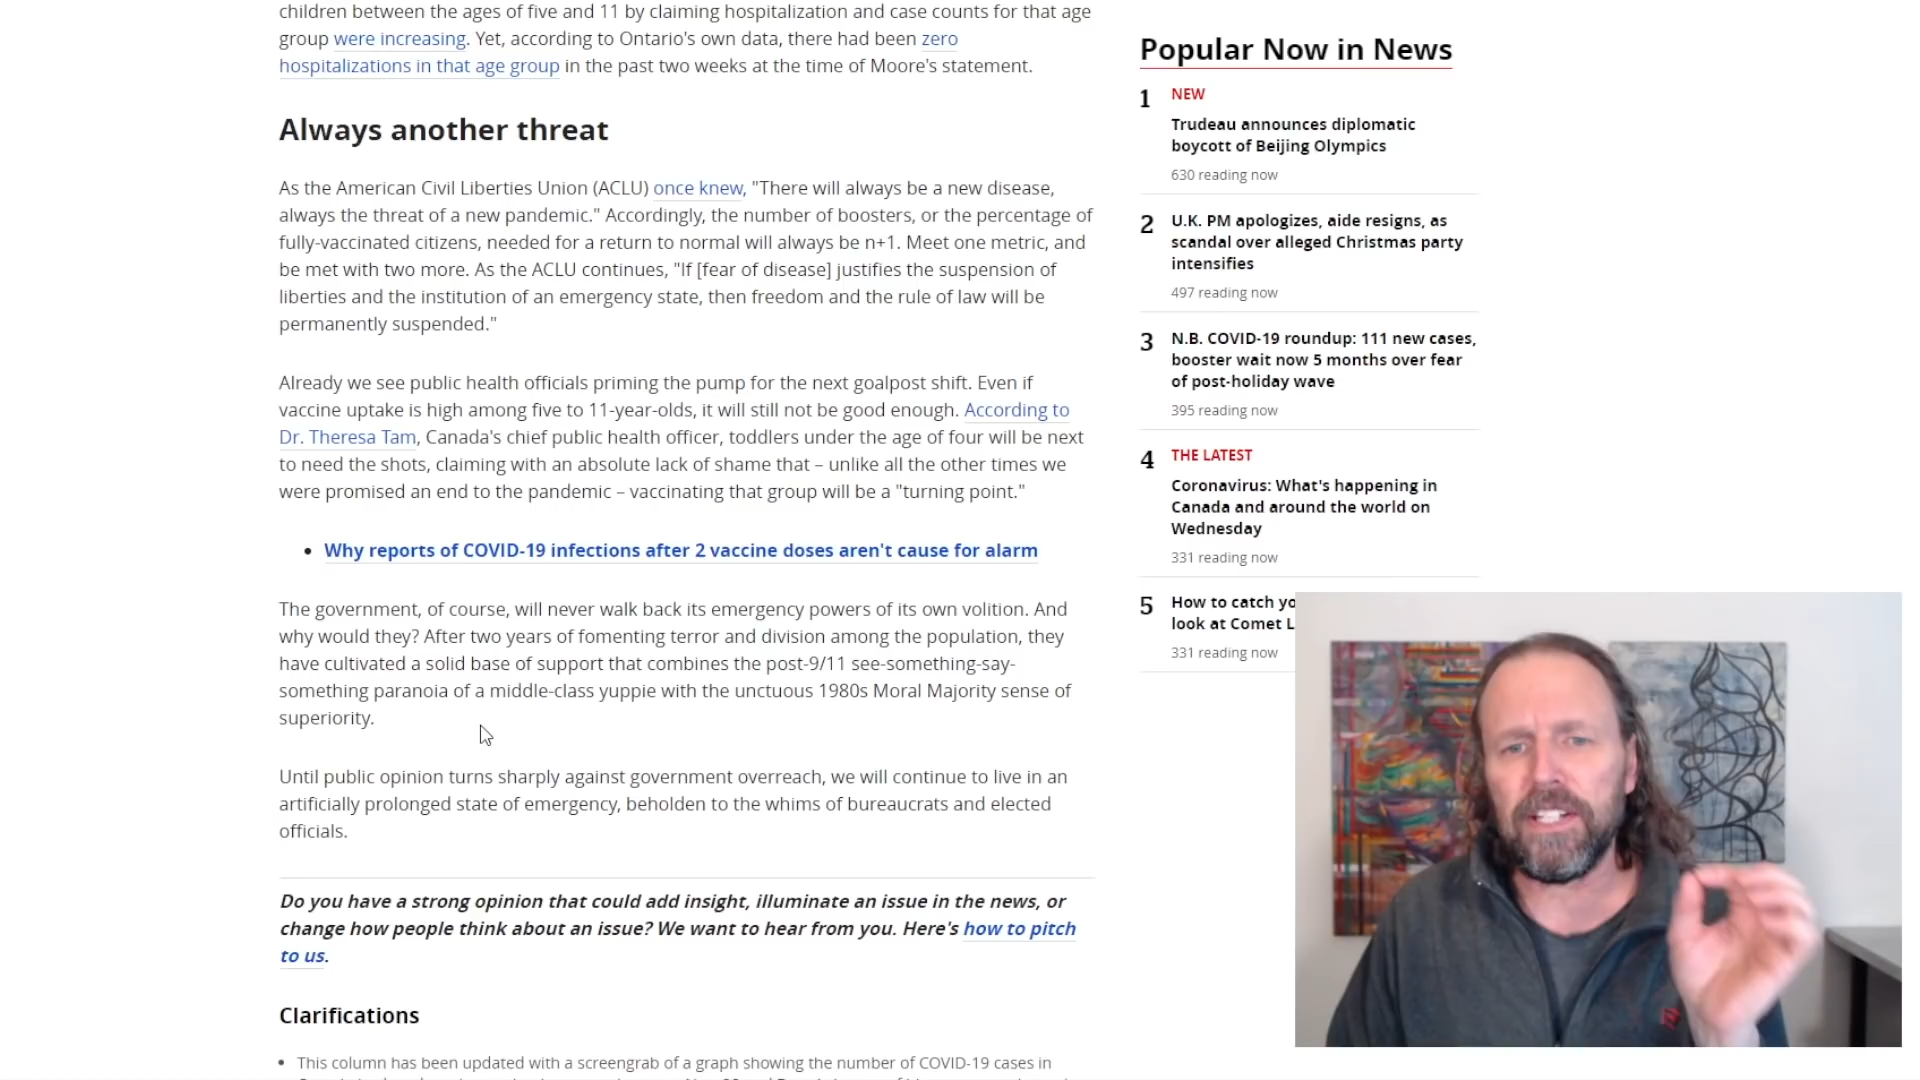 children between the ages of five and 11 by claiming hospitalization and case counts for that age
group were increasing. Yet, according to Ontario's own data, there had been zero
hospitalizations in that age group in the past two weeks at the time of Moore's statement.
Always another threat
As the American Civil Liberties Union (ACLU) once knew, "There will always be a new disease,
always the threat of a new pandemic." Accordingly, the number of boosters, or the percentage of
fully-vaccinated citizens, needed for a return to normal will always be n+1. Meet one metric, and
be met with two more. As the ACLU continues, "If [fear of disease] justifies the suspension of
liberties and the institution of an emergency state, then freedom and the rule of law will be
permanently suspended."
Already we see public health officials priming the pump for the next goalpost shift. Even if
vaccine uptake is high among five to 11-year-olds, it will still not be good enough. According to
Dr. Theresa Tam, Canada's chief public health officer, toddlers under the age of four will be next
to need the shots, claiming with an absolute lack of shame that – unlike all the other times we
were promised an end to the pandemic – vaccinating that group will be a "turning point."
• Why reports of COVID-19 infections after 2 vaccine doses aren't cause for alarm
The government, of course, will never walk back its emergency powers of its own volition. And
why would they? After two years of fomenting terror and division among the population, they
have cultivated a solid base of support that combines the post-9/11 see-something-say-
something paranoia of a middle-class yuppie with the unctuous 1980s Moral Majority sense of
superiority.
Until public opinion turns sharply against government overreach, we will continue to live in an
artificially prolonged state of emergency, beholden to the whims of bureaucrats and elected
officials.
Do you have a strong opinion that could add insight, illuminate an issue in the news, or
change how people think about an issue? We want to hear from you. Here's how to pitch
to us.
Clarifications
• This column has been updated with a screengrab of a graph showing the number of COVID-19 cases in
Popular Now in News
1 NEW
Trudeau announces diplomatic
boycott of Beijing Olympics
630 reading now
2 U.K. PM apologizes, aide resigns, as
scandal over alleged Christmas party
intensifies
497 reading now
3 N.B. COVID-19 roundup: 111 new cases,
booster wait now 5 months over fear
of post-holiday wave
395 reading now
4 THE LATEST
Coronavirus: What's happening in
Canada and around the world on
Wednesday
331 reading now
5 How to catch yo
look at Comet L
331 reading now